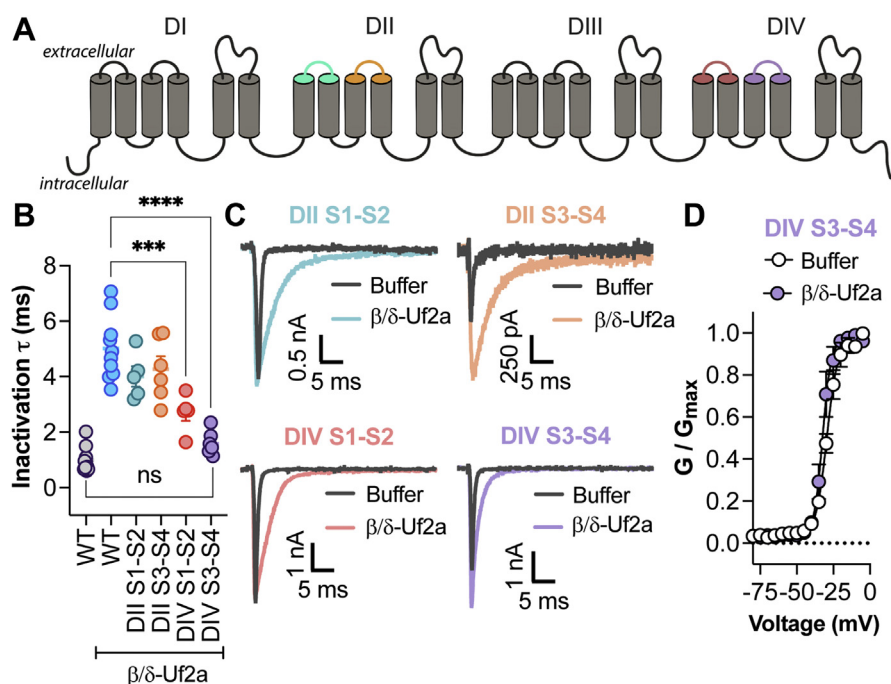 A
DI
DII
DIII
DIV
extracellular
intracellular
B
****
***
Inactivation τ (ms)
8
6
4
2
0
ns
WT
WT
DII S1-S2
DII S3-S4
DIV S1-S2
DIV S3-S4
β/δ-Uf2a
C
DII S1-S2
Buffer
β/δ-Uf2a
0.5 nA
5 ms
DII S3-S4
Buffer
β/δ-Uf2a
250 pA
5 ms
DIV S1-S2
Buffer
β/δ-Uf2a
1 nA
5 ms
DIV S3-S4
Buffer
β/δ-Uf2a
1 nA
5 ms
D
DIV S3-S4
Buffer
β/δ-Uf2a
G / Gmax
1.0
0.8
0.6
0.4
0.2
0.0
-75 -50 -25 0
Voltage (mV)